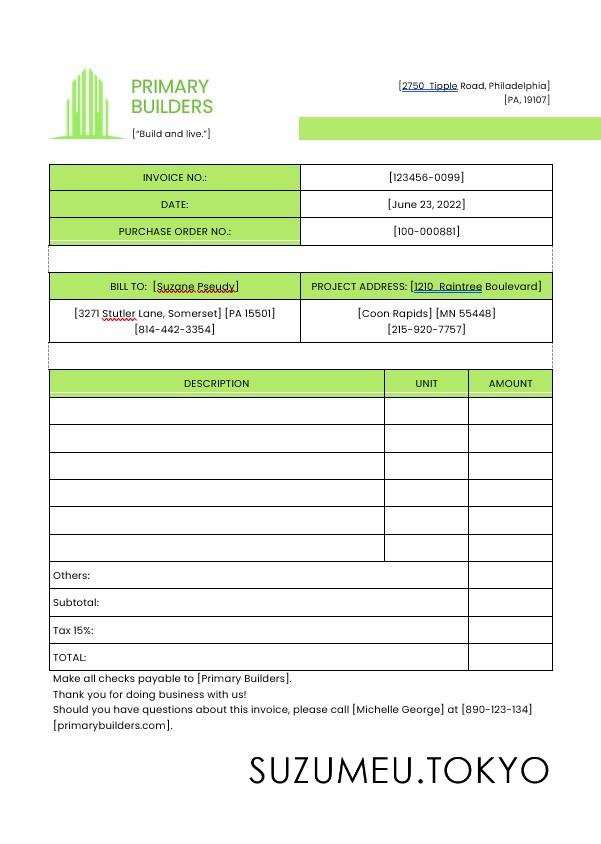 PRIMARY
BUILDERS
[“Build and live.”]
[2750 Tipple Road, Philadelphia]
[PA, 19107]
INVOICE NO.: [123456-0099]
DATE: [June 23, 2022]
PURCHASE ORDER NO.: [100-000881]
BILL TO: [Suzane Pseudy] PROJECT ADDRESS: [1210 Raintree Boulevard]
[3271 Stutler Lane, Somerset] [PA 15501] [Coon Rapids] [MN 55448]
[814-442-3354] [215-920-7757]
DESCRIPTION UNIT AMOUNT
Others:
Subtotal:
Tax 15%:
TOTAL:
Make all checks payable to [Primary Builders].
Thank you for doing business with us!
Should you have questions about this invoice, please call [Michelle George] at [890-123-134]
[primarybuilders.com].
SUZUMEU.TOKYO